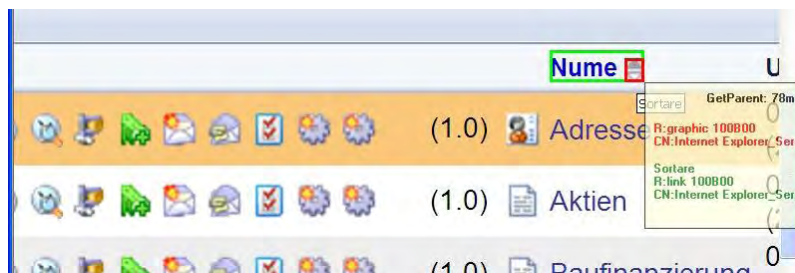 Nume
U
Sortare
GetParent: 78m
R:graphic 100B00
CN:Internet Explorer_Ser
Sortare
R:link 100B00
CN:Internet Explorer_Ser
(1.0) Adresse
(1.0) Aktien
(1.0) Baufinanzierung
0